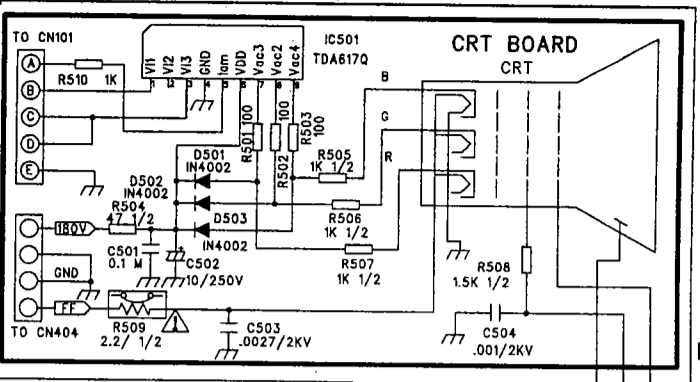 TO CN101
IC501
TDA617Q
CRT BOARD
CRT
A
B
C
D
E
R510 1K
Vi1
Vi2
Vi3
GND
Iom
VDD
Vac3
Vac2
Vac4
1
2
3
4
5
6
7
8
9
B
G
R
R501 100
R502 100
R503 100
D501
IN4002
D502
IN4002
D503
IN4002
R505
1K 1/2
R506
1K 1/2
R507
1K 1/2
R504
47 1/2
180V
C501
0.1 M
C502
10/250V
+
GND
FF
TO CN404
R509
2.2/ 1/2
!
C503
.0027/2KV
R508
1.5K 1/2
C504
.001/2KV